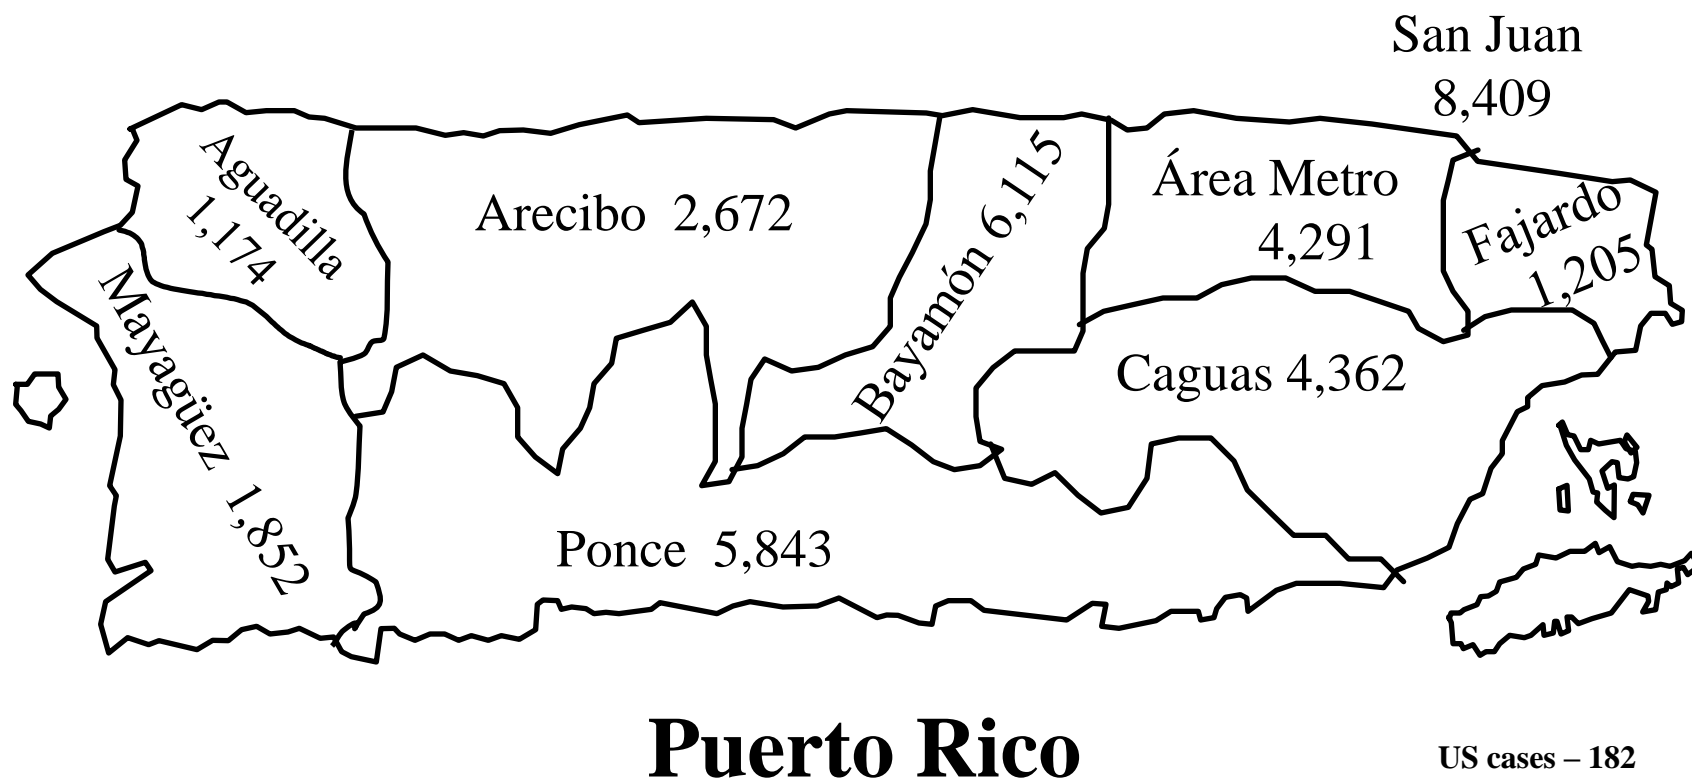 San Juan
8,409
Aguadilla
1,174
Arecibo 2,672
Bayamón 6,115
Área Metro
4,291
Fajardo
1,205
Mayagüez 1,852
Caguas 4,362
Ponce 5,843
Puerto Rico
US cases – 182